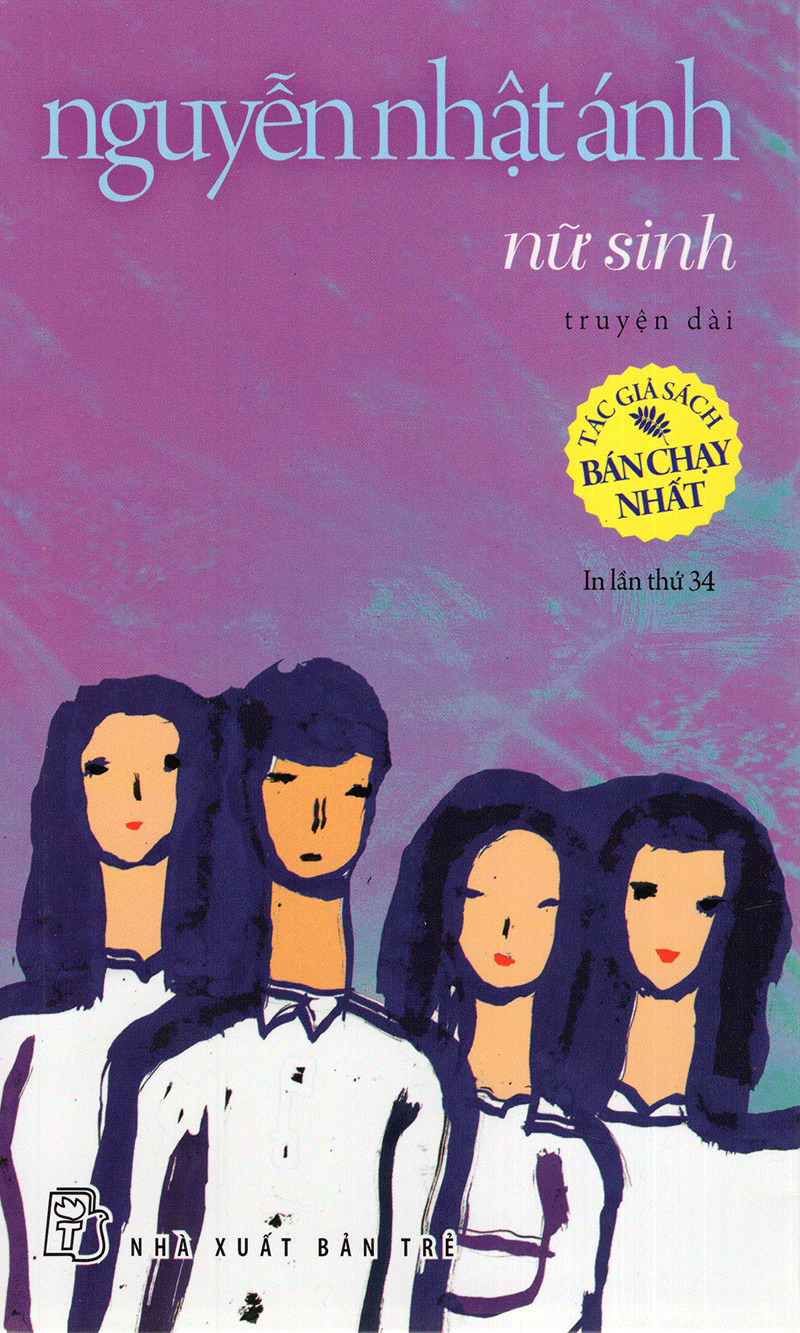 nguyễn nhật ánh
nữ sinh
truyện dài
TÁC GIẢ SÁCH
BÁN CHẠY
NHẤT
In lần thứ 34
T
NHÀ XUẤT BẢN TRẺ